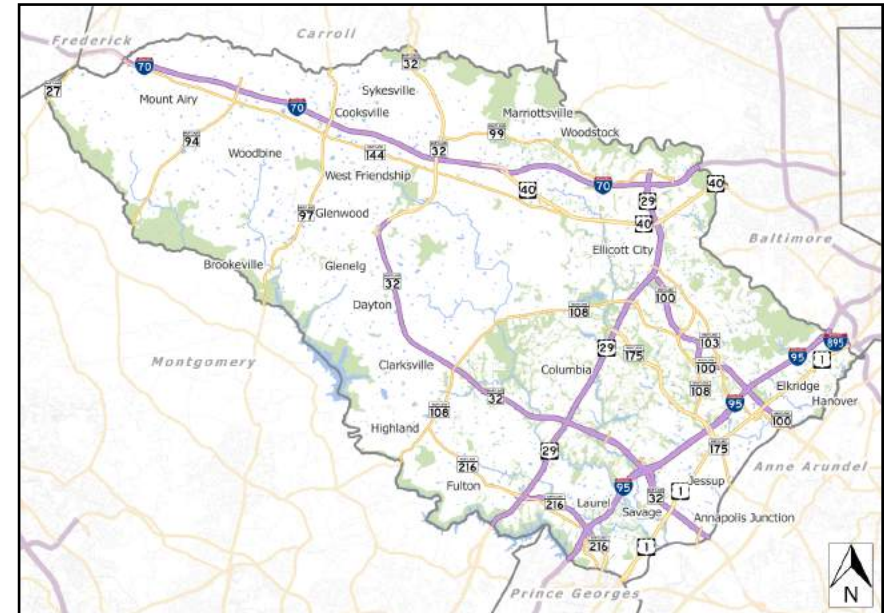 Frederick
Carroll
32
70
27
Mount Airy
70
Sykesville
Cooksville
Marriottsville
94
99
Woodstock
Woodbine
144
32
West Friendship
40
70
29
40
97
Glenwood
40
Ellicott City
Baltimore
Brookeville
Glenelg
32
100
Dayton
108
895
103
95
1
Montgomery
29
175
Clarksville
Columbia
100
Elkridge
108
32
95
Hanover
108
100
Highland
29
175
216
Anne Arundel
Fulton
95
Jessup
1
32
216
Laurel
Savage
Annapolis Junction
216
1
Prince Georges
N